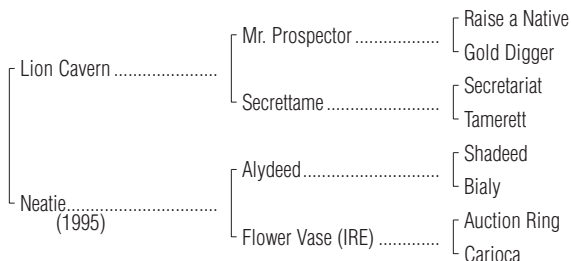 Raise a Native
Mr. Prospector ..................
Gold Digger
Lion Cavern ......................
Secretariat
Secrettame ........................
Tamerett
Shadeed
Alydeed.............................
Bialy
Neatie................................
(1995)
Auction Ring
Flower Vase (IRE) .............
Carioca